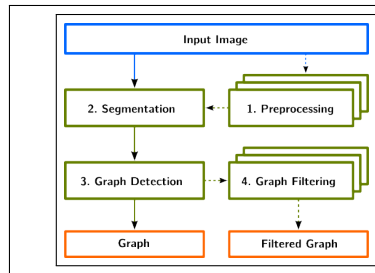 Input Image
2. Segmentation
1. Preprocessing
3. Graph Detection
4. Graph Filtering
Graph
Filtered Graph